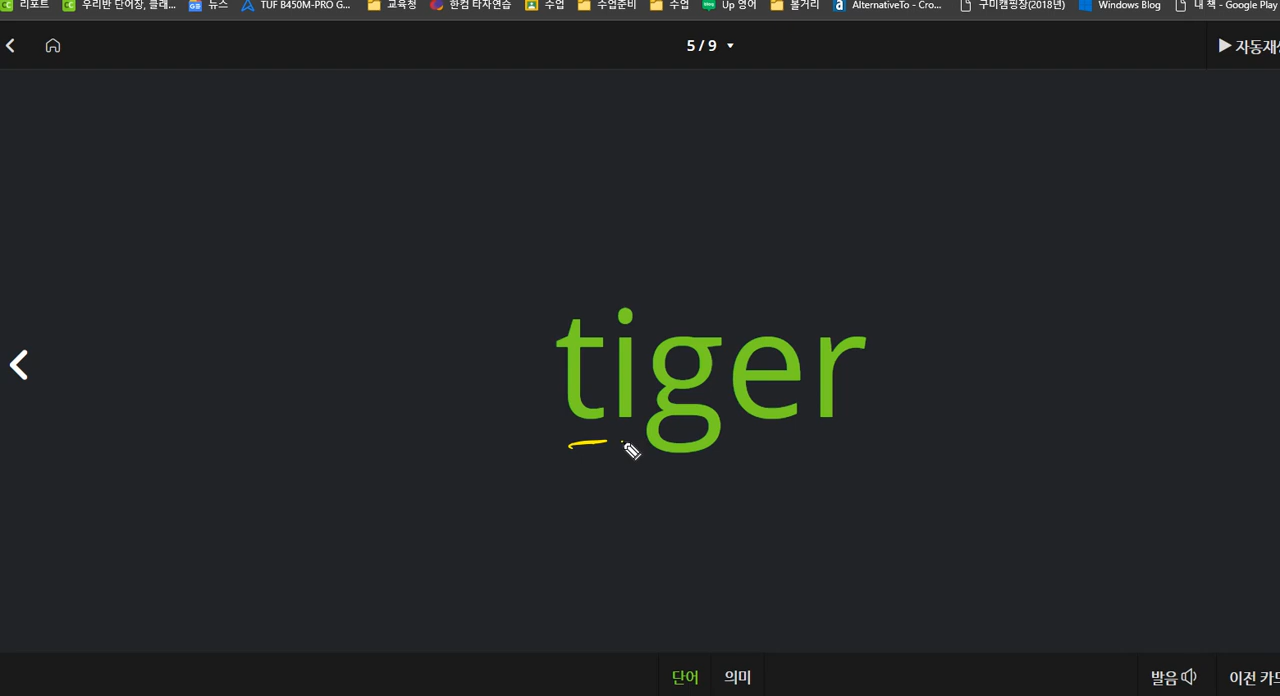 리포트 우리반 단어장, 클래... 뉴스 TUF B450M-PRO G... 교육청 한컴 타자연습 수업 수업준비 수업 Up 영어 볼거리 AlternativeTo - Cro... 구미캠핑장(2018년) Windows Blog 내 책 - Google Play
5 / 9 자동재생
tiger
단어 의미 발음 이전 카드